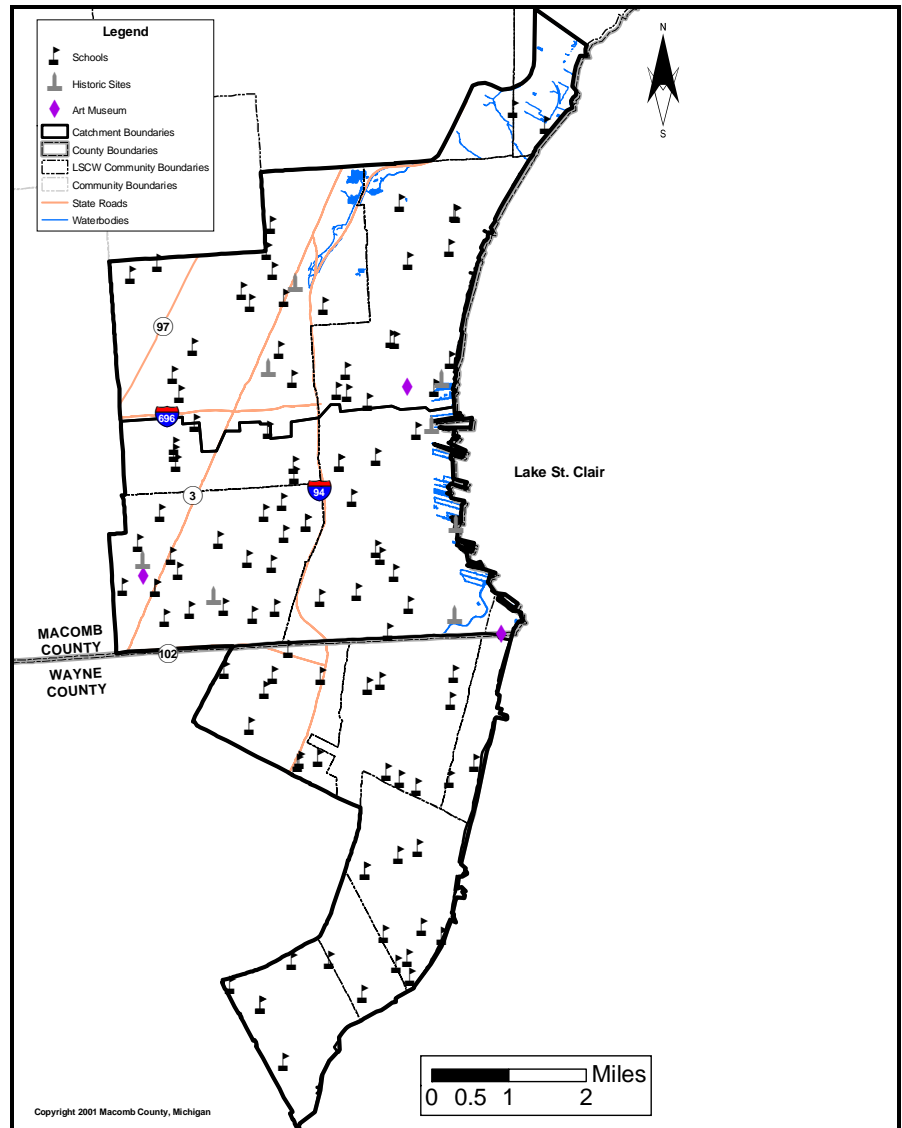 Legend
Schools
Historic Sites
Art Museum
Catchment Boundaries
County Boundaries
LSCW Community Boundaries
Community Boundaries
State Roads
Waterbodies
N
S
97
696
Lake St. Clair
3
94
MACOMB
COUNTY
102
WAYNE
COUNTY
Miles
0 0.5 1 2
Copyright 2001 Macomb County, Michigan